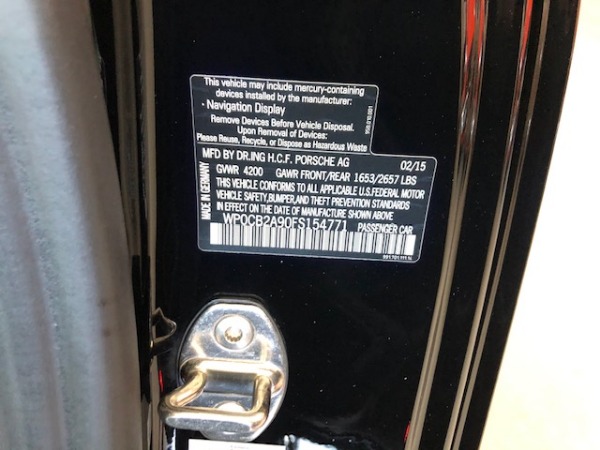 This vehicle may include mercury-containing
devices installed by the manufacturer:
- Navigation Display
Remove Devices Before Vehicle Disposal.
Upon Removal of Devices:
Please Reuse, Recycle, or Dispose as Hazardous Waste
MFD BY DR.ING H.C.F. PORSCHE AG 02/15
GVWR 4200 GAWR FRONT/REAR 1653/2657 LBS
THIS VEHICLE CONFORMS TO ALL APPLICABLE U.S.FEDERAL MOTOR
VEHICLE SAFETY,BUMPER,AND THEFT PREVENTION STANDARDS
IN EFFECT ON THE DATE OF MANUFACTURE SHOWN ABOVE
WP0CB2A90FS154771 PASSENGER CAR
MADE IN GERMANY
991.701.111.N